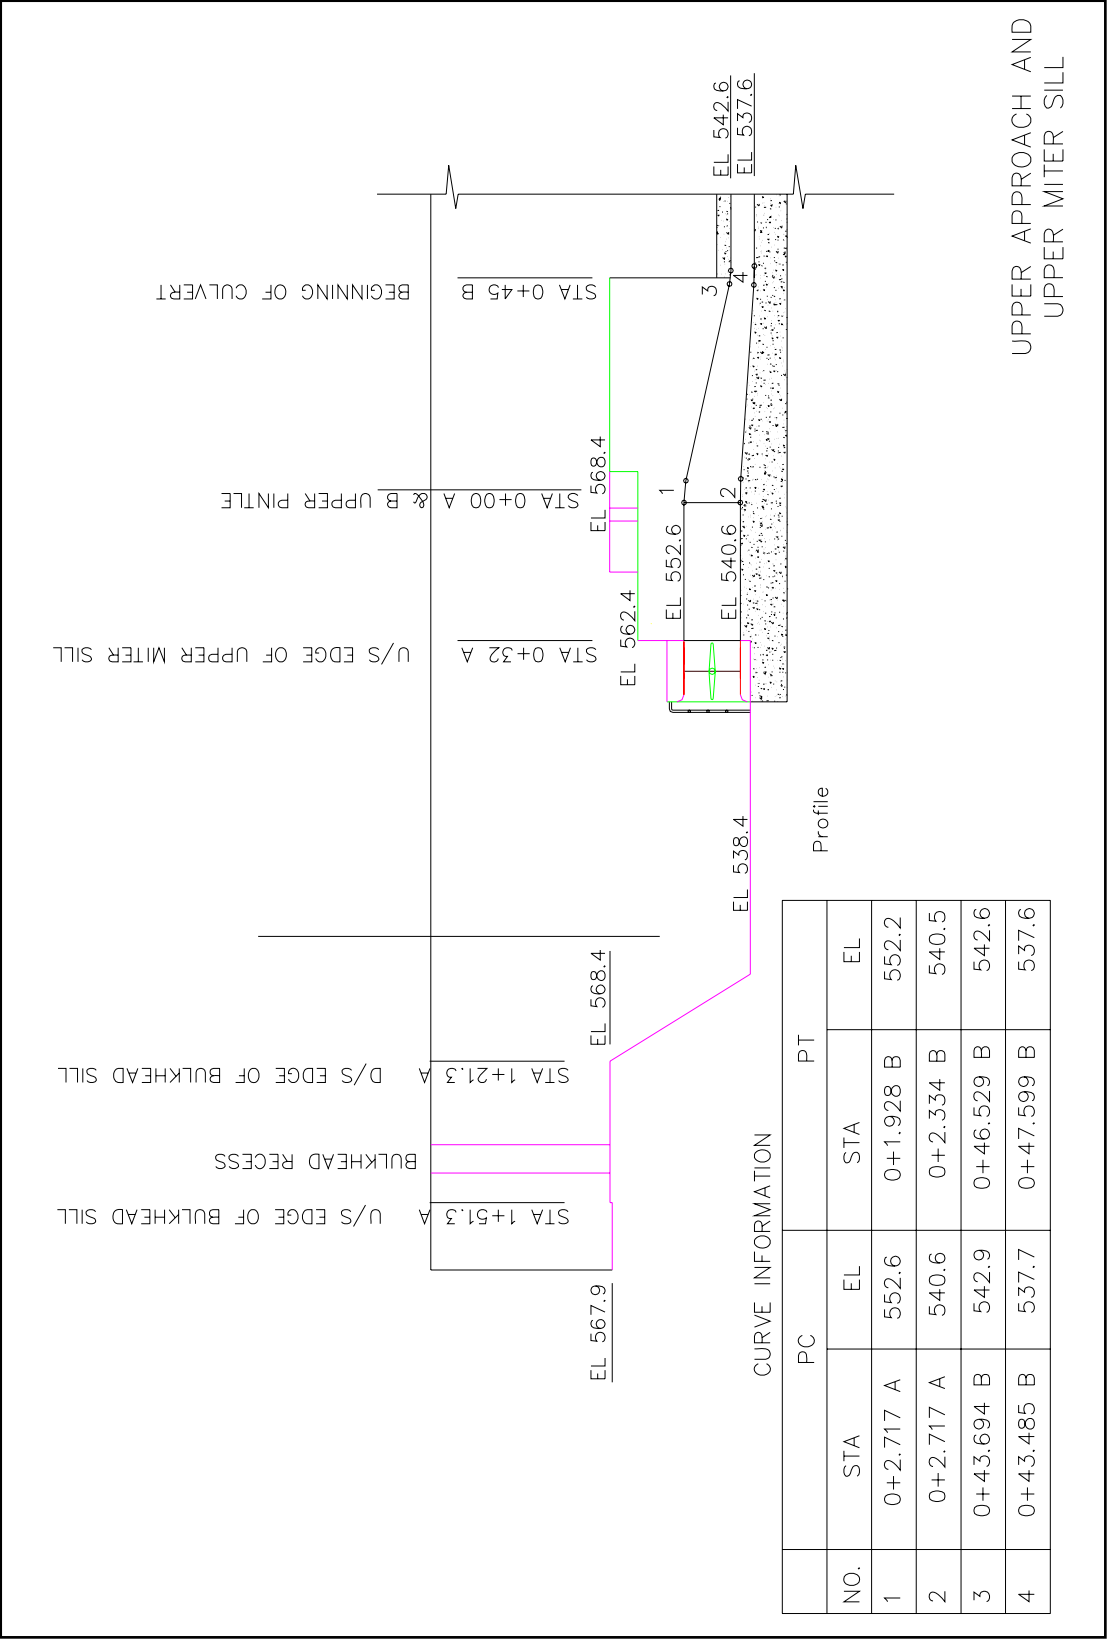 BEGINNING OF CULVERT
STA 0+45 B
UPPER PINTLE
STA 0+00 A & B
U/S EDGE OF UPPER MITER SILL
STA 0+32 A
D/S EDGE OF BULKHEAD SILL
STA 1+21.3 A
BULKHEAD RECESS
U/S EDGE OF BULKHEAD SILL
STA 1+51.3 A
EL 567.9
EL 568.4
EL 538.4
EL 562.4
EL 568.4
EL 552.6
EL 540.6
1
2
3
4
EL 542.6
EL 537.6
Profile
CURVE INFORMATION
PC PT
NO. STA EL STA EL
1 0+2.717 A 552.6 0+1.928 B 552.2
2 0+2.717 A 540.6 0+2.334 B 540.5
3 0+43.694 B 542.9 0+46.529 B 542.6
4 0+43.485 B 537.7 0+47.599 B 537.6
UPPER APPROACH AND
UPPER MITER SILL